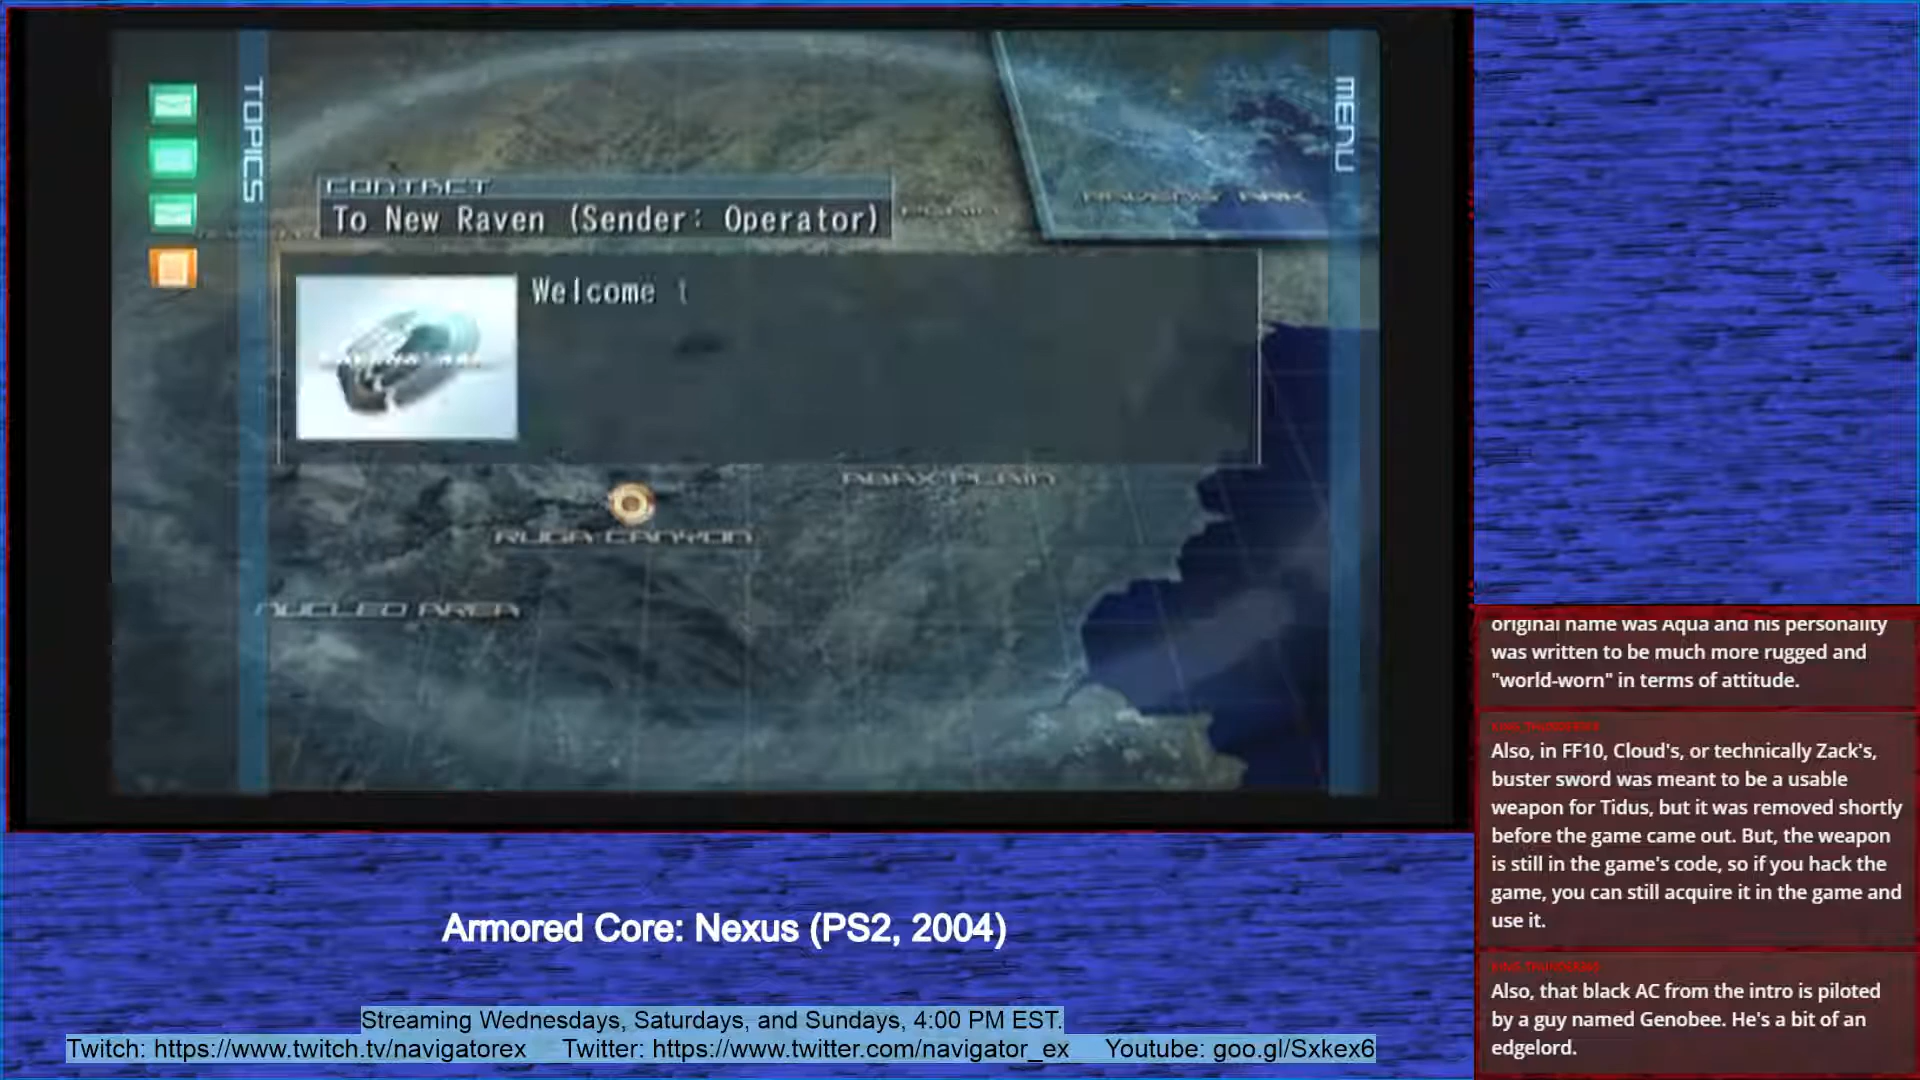 TOPICS
MENU
CONTACT
To New Raven (Sender: Operator)
RAVENS' ARK
Welcome t
ABAX PLAIN
RUGA CANYON
NUCLEO AREA
original name was Aqua and his personality
was written to be much more rugged and
"world-worn" in terms of attitude.
Also, in FF10, Cloud's, or technically Zack's,
buster sword was meant to be a usable
weapon for Tidus, but it was removed shortly
before the game came out. But, the weapon
is still in the game's code, so if you hack the
game, you can still acquire it in the game and
use it.
Also, that black AC from the intro is piloted
by a guy named Genobee. He's a bit of an
edgelord.
Armored Core: Nexus (PS2, 2004)
Streaming Wednesdays, Saturdays, and Sundays, 4:00 PM EST.
Twitch: https://www.twitch.tv/navigatorex Twitter: https://www.twitter.com/navigator_ex Youtube: goo.gl/Sxkex6